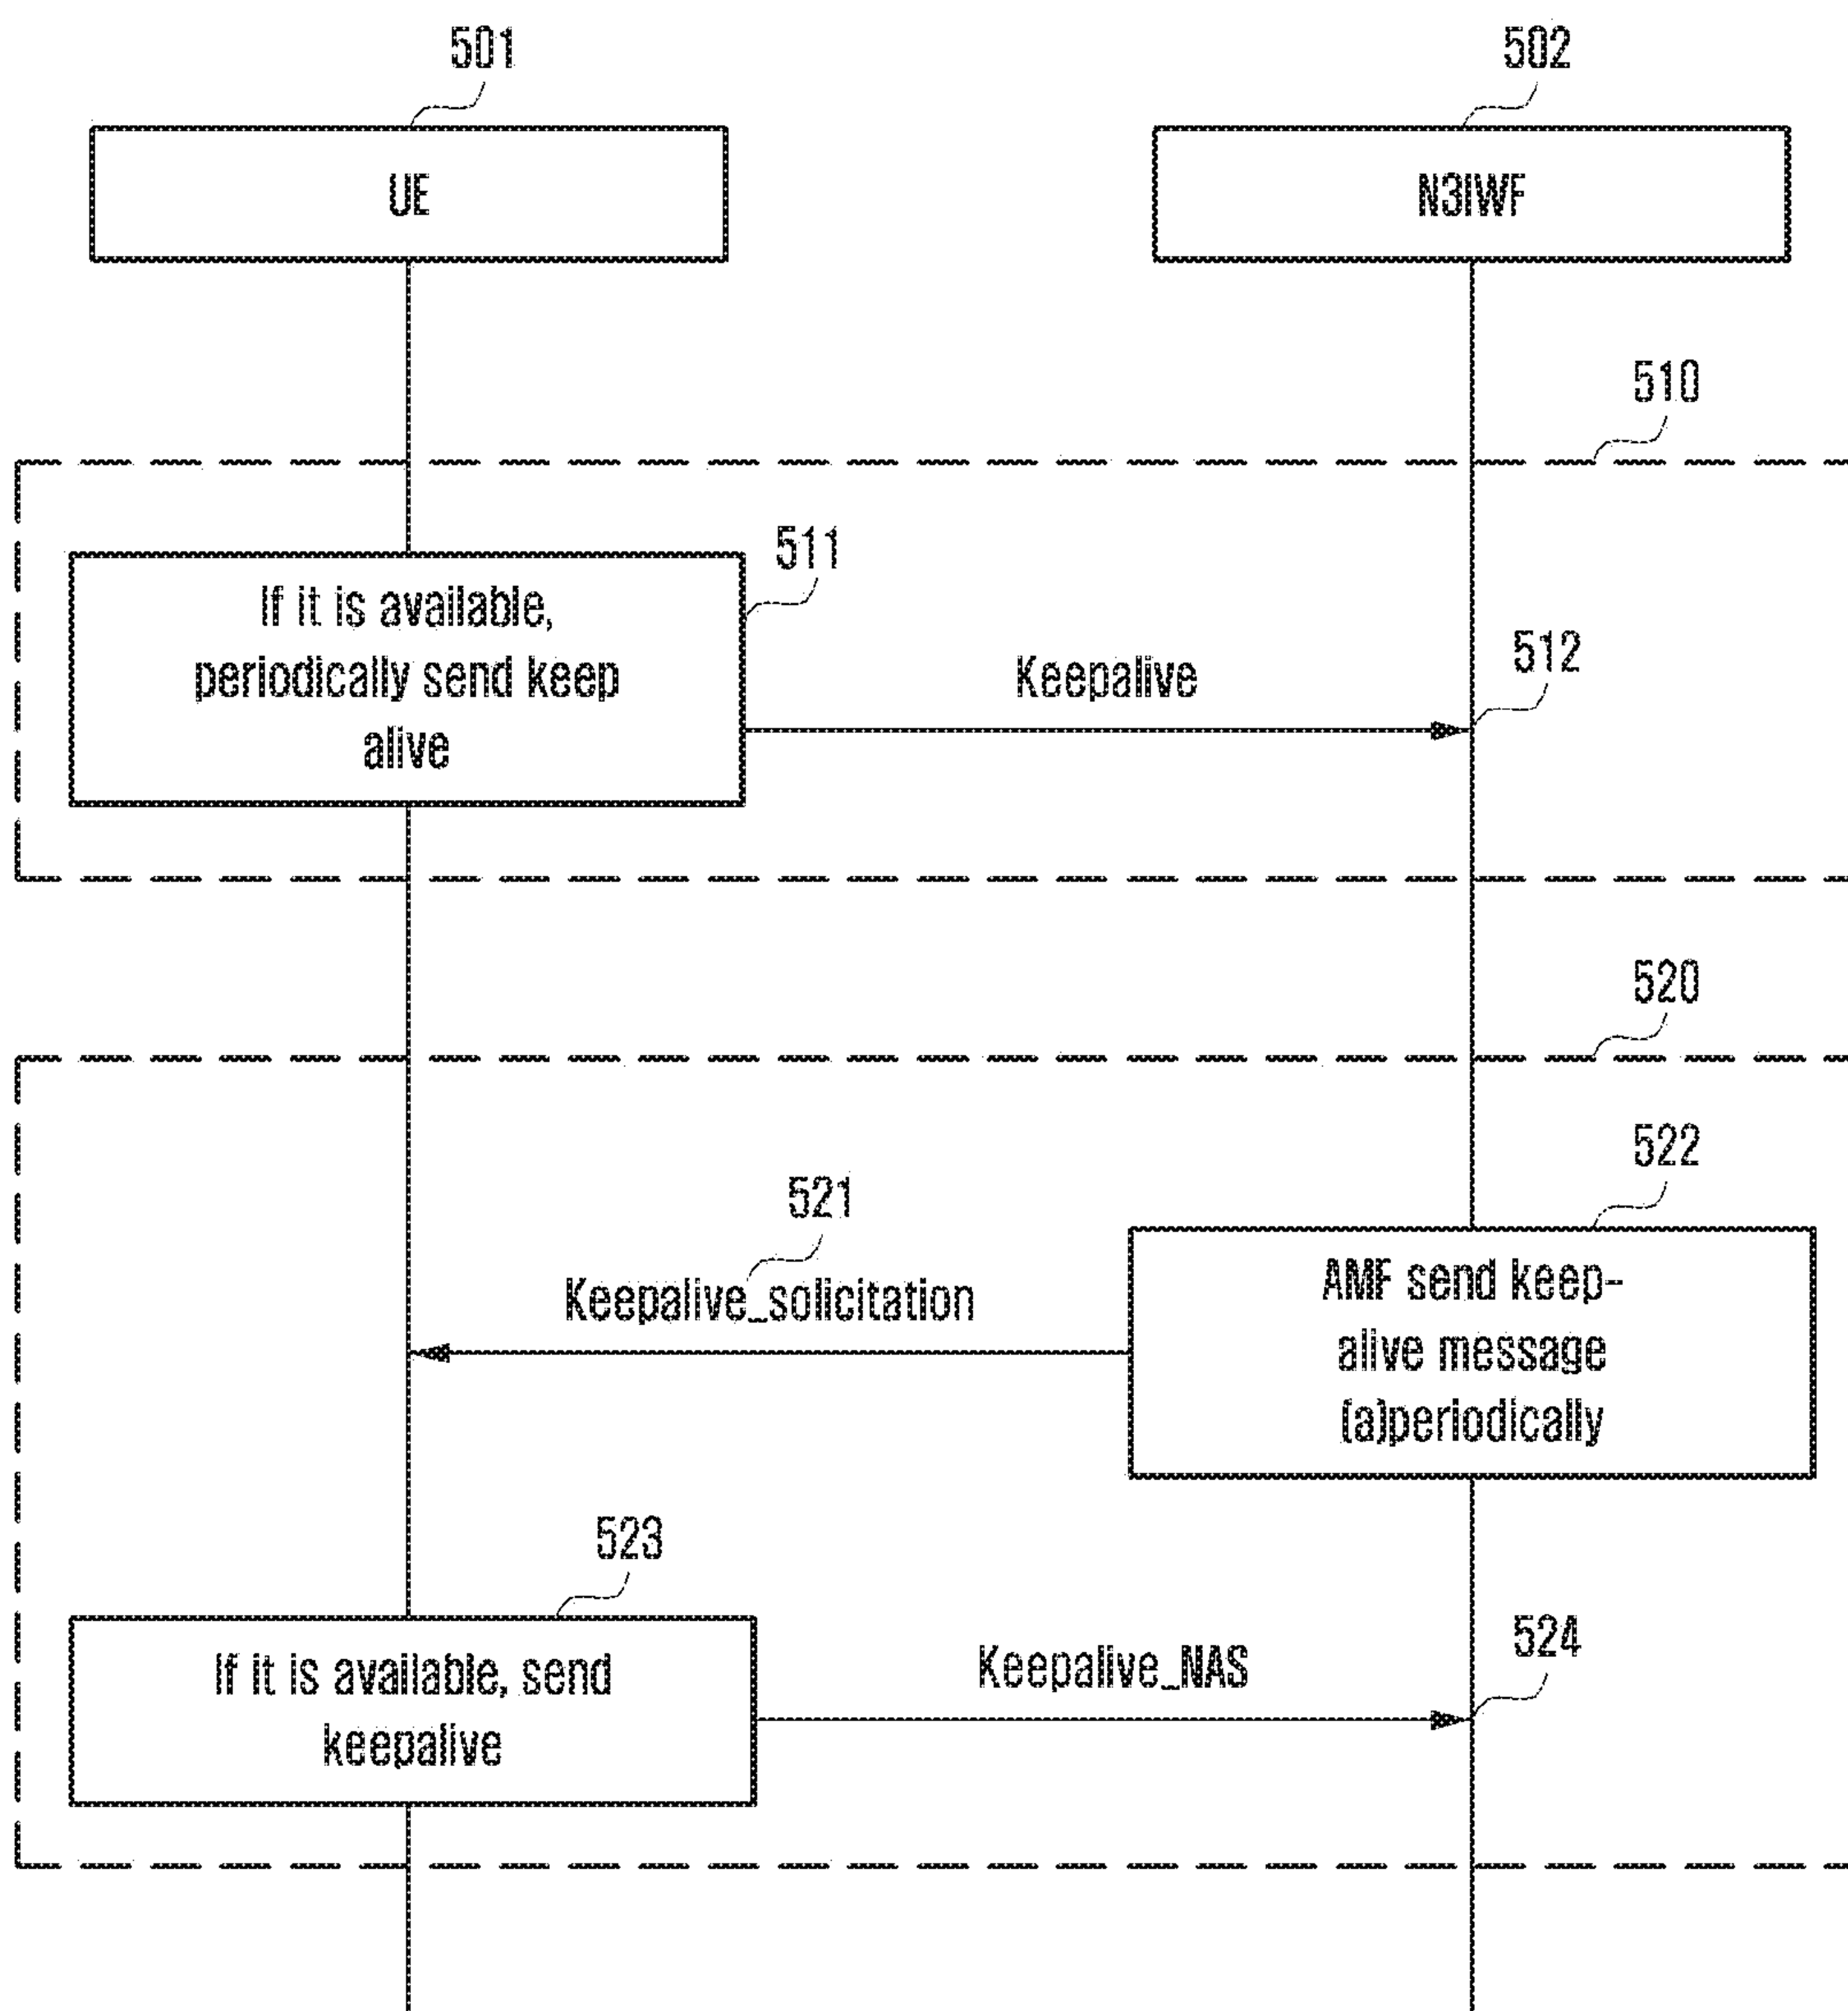 501
502
UE
N3IWF
510
511
If it is available,
periodically send keep
alive
Keepalive
512
520
522
521
Keepalive_solicitation
AMF send keep-
alive message
(a)periodically
523
If it is available, send
keepalive
Keepalive_NAS
524